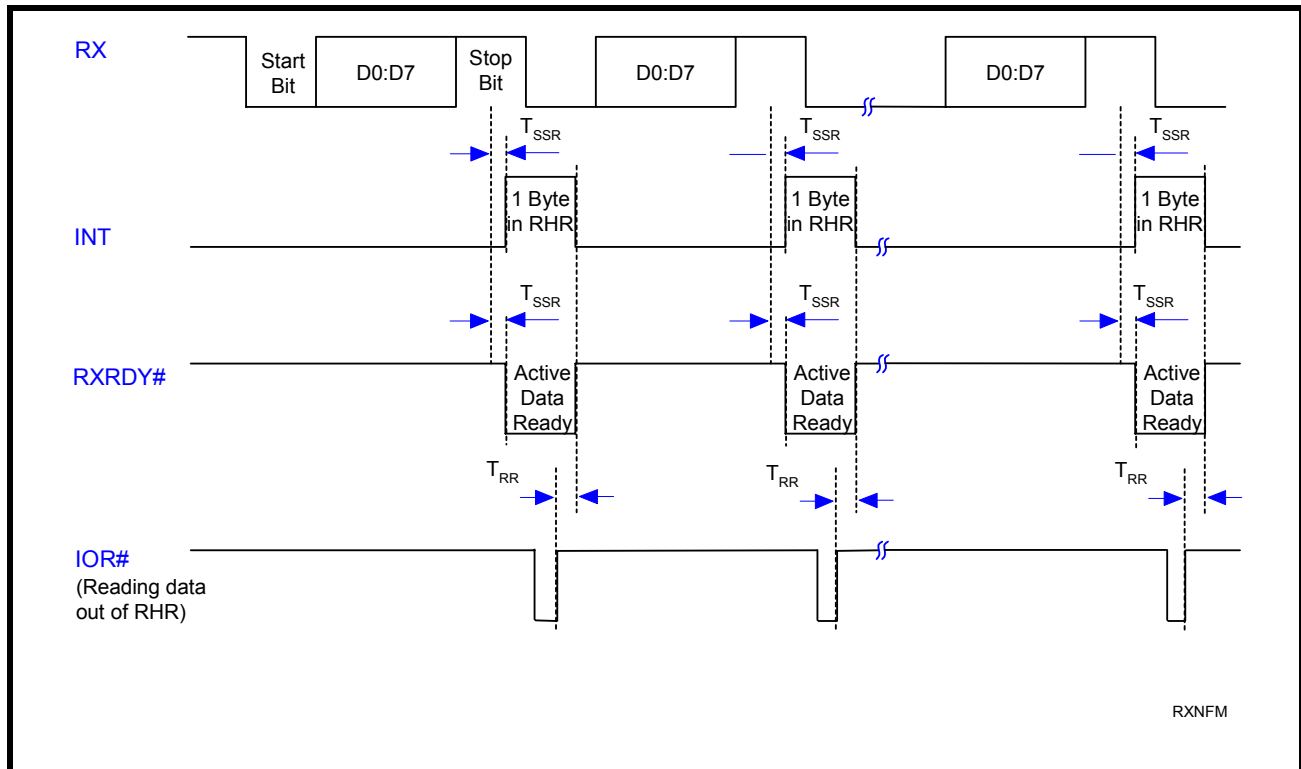 RX
Start
Bit
D0:D7
Stop
Bit
D0:D7
D0:D7
TSSR
TSSR
TSSR
INT
1 Byte
in RHR
1 Byte
in RHR
1 Byte
in RHR
TSSR
TSSR
TSSR
RXRDY#
Active
Data
Ready
Active
Data
Ready
Active
Data
Ready
TRR
TRR
TRR
IOR#
(Reading data
out of RHR)
RXNFM